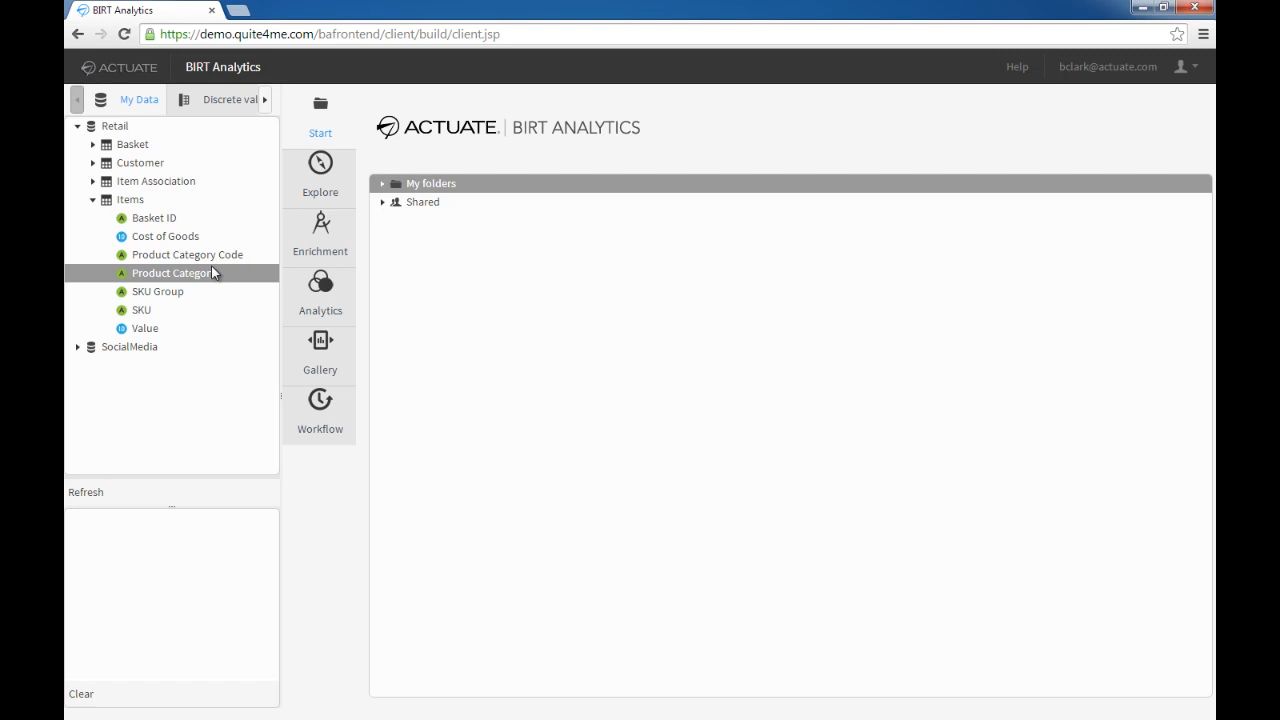 BIRT Analytics
https://demo.quite4me.com/bafrontend/client/build/client.jsp
ACTUATE
BIRT Analytics
Help
bclark@actuate.com
My Data
Discrete val
Retail
Basket
Customer
Item Association
Items
Basket ID
Cost of Goods
Product Category Code
Product Categor
SKU Group
SKU
Value
SocialMedia
Refresh
Clear
Start
Explore
Enrichment
Analytics
Gallery
Workflow
ACTUATE. | BIRT ANALYTICS
My folders
Shared